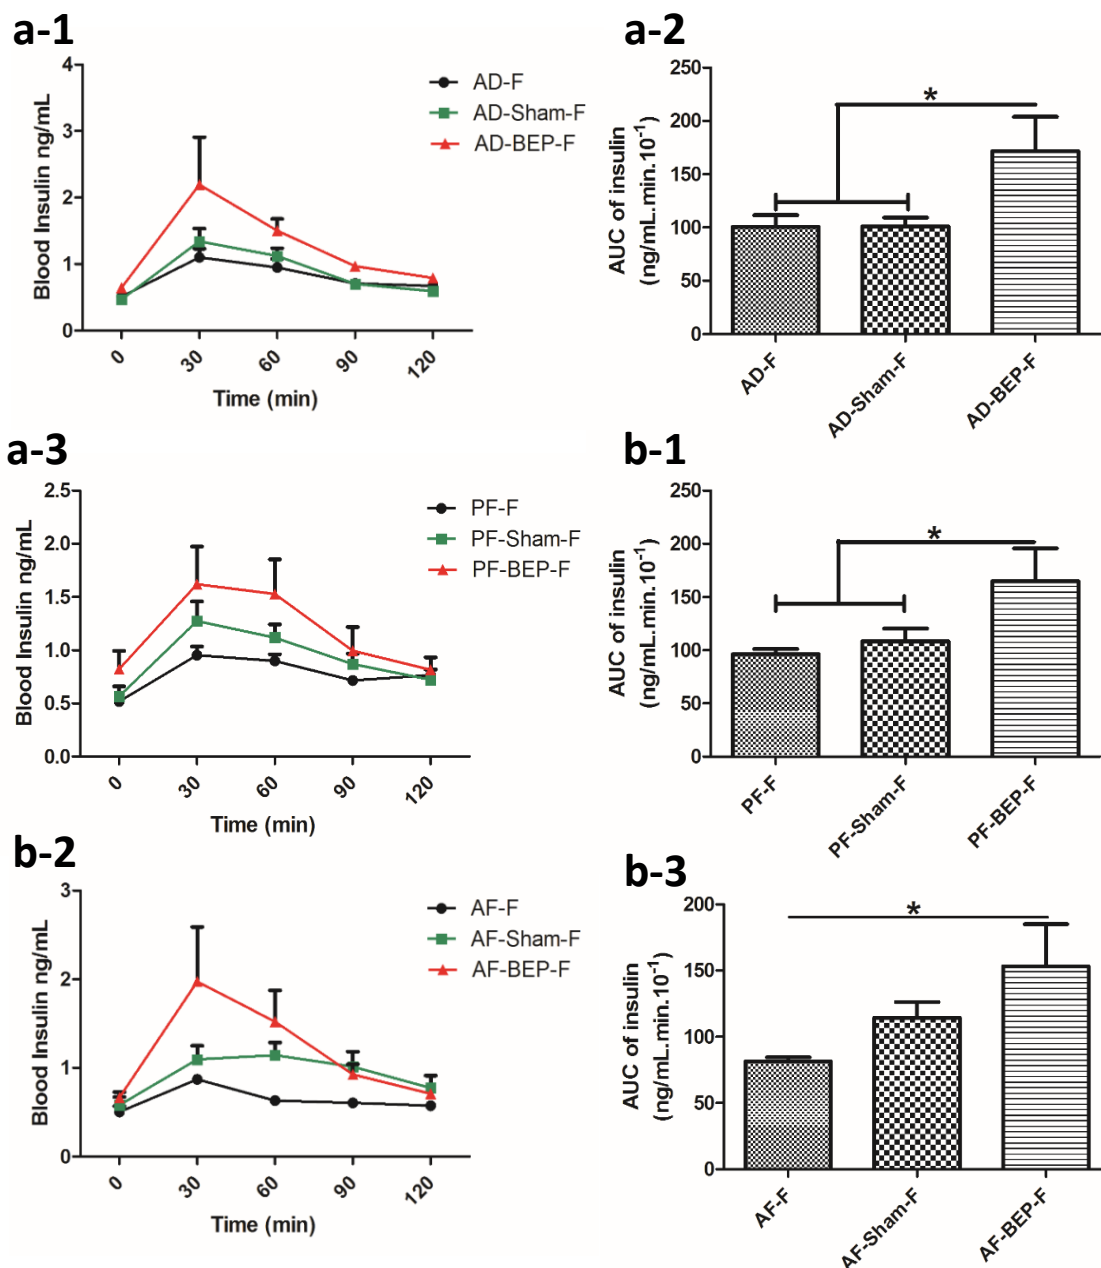 a-1
4
3
2
1
0
Blood Insulin ng/mL
AD-F
AD-Sham-F
AD-BEP-F
0
30
60
90
120
Time (min)
a-2
250
200
150
100
50
0
AUC of insulin
(ng/mL.min.10⁻¹)
*
AD-F
AD-Sham-F
AD-BEP-F
a-3
2.5
2.0
1.5
1.0
0.5
0.0
Blood Insulin ng/mL
PF-F
PF-Sham-F
PF-BEP-F
0
30
60
90
120
Time (min)
b-1
250
200
150
100
50
0
AUC of insulin
(ng/mL.min.10⁻¹)
*
PF-F
PF-Sham-F
PF-BEP-F
b-2
3
2
1
0
Blood Insulin ng/mL
AF-F
AF-Sham-F
AF-BEP-F
0
30
60
90
120
Time (min)
b-3
200
150
100
50
0
AUC of insulin
(ng/mL.min.10⁻¹)
*
AF-F
AF-Sham-F
AF-BEP-F